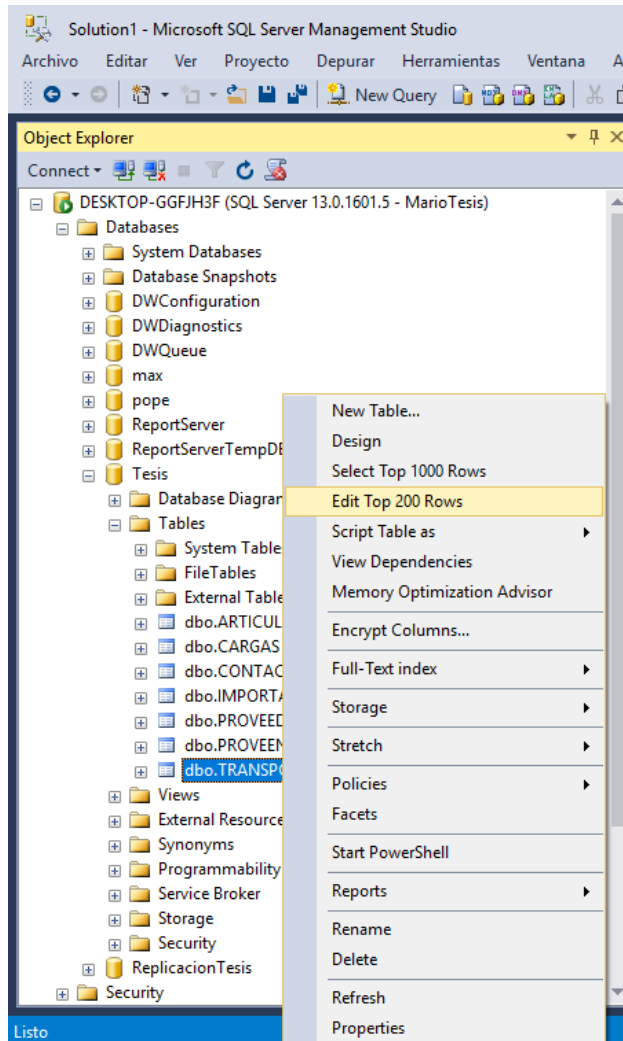 Solution1 - Microsoft SQL Server Management Studio
Archivo Editar Ver Proyecto Depurar Herramientas Ventana A
New Query
Object Explorer
Connect
DESKTOP-GGFJH3F (SQL Server 13.0.1601.5 - MarioTesis)
Databases
System Databases
Database Snapshots
DWConfiguration
DWDiagnostics
DWQueue
max
pope
ReportServer
ReportServerTempDB
Tesis
Database Diagran
Tables
System Table
FileTables
External Table
dbo.ARTICUL
dbo.CARGAS
dbo.CONTAC
dbo.IMPORTA
dbo.PROVEED
dbo.PROVEEN
dbo.TRANSPO
Views
External Resource
Synonyms
Programmability
Service Broker
Storage
Security
ReplicacionTesis
Security
New Table...
Design
Select Top 1000 Rows
Edit Top 200 Rows
Script Table as
View Dependencies
Memory Optimization Advisor
Encrypt Columns...
Full-Text index
Storage
Stretch
Policies
Facets
Start PowerShell
Reports
Rename
Delete
Refresh
Properties
Listo